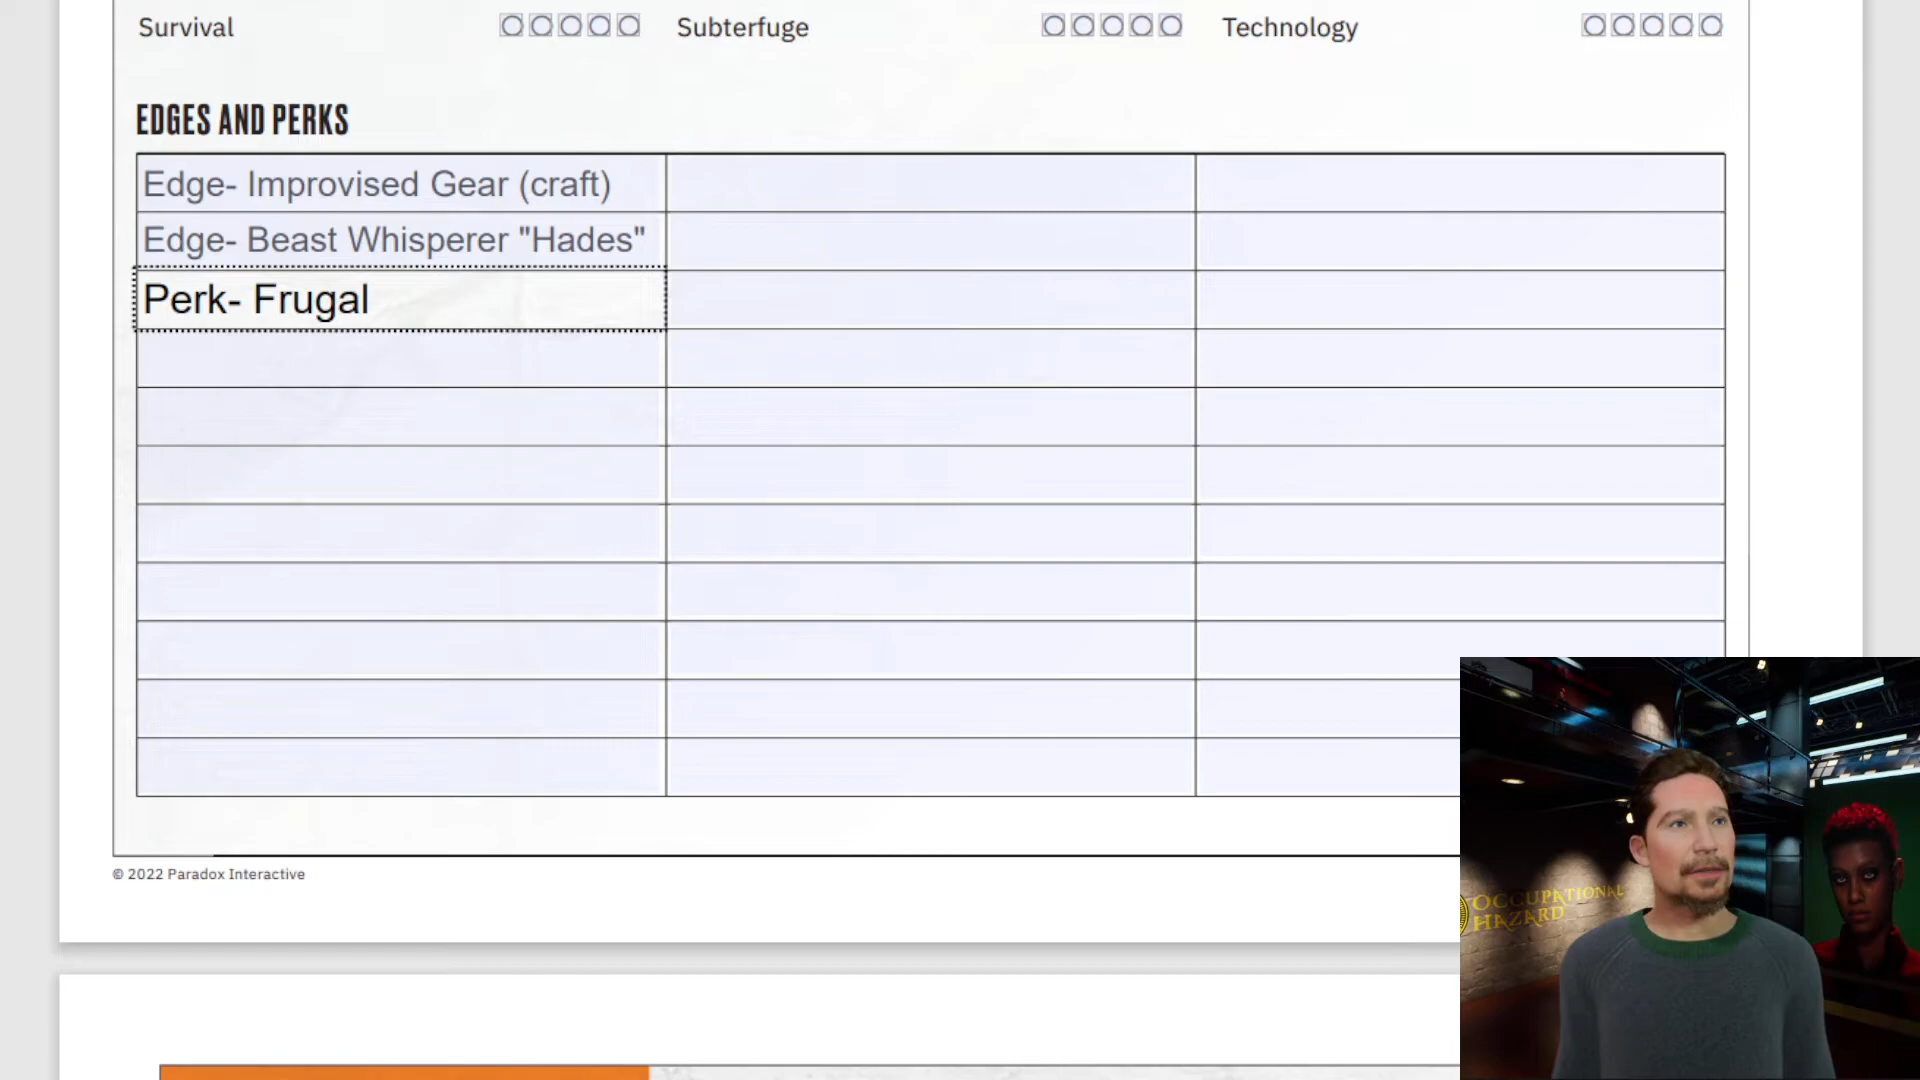 Survival
Subterfuge
Technology
EDGES AND PERKS
Edge- Improvised Gear (craft)
Edge- Beast Whisperer "Hades"
Perk- Frugal
© 2022 Paradox Interactive
OCCUPATIONAL
HAZARD